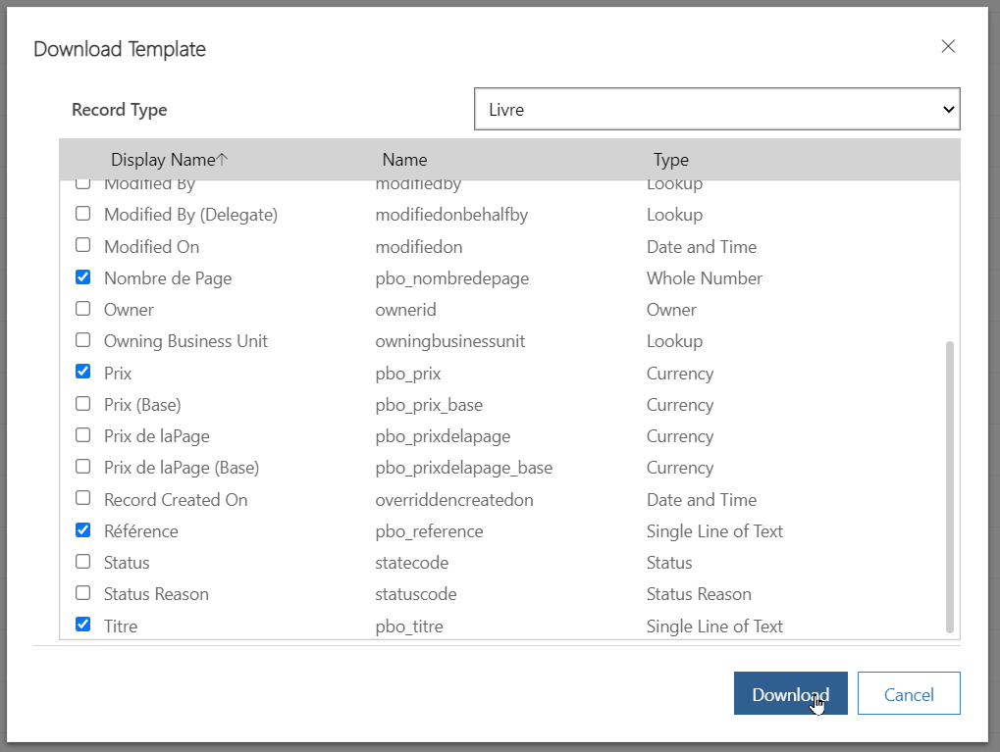 Download Template
Record Type Livre
Display Name↑ Name Type
Modified By modifiedby Lookup
Modified By (Delegate) modifiedonbehalfby Lookup
Modified On modifiedon Date and Time
Nombre de Page pbo_nombredepage Whole Number
Owner ownerid Owner
Owning Business Unit owningbusinessunit Lookup
Prix pbo_prix Currency
Prix (Base) pbo_prix_base Currency
Prix de laPage pbo_prixdelapage Currency
Prix de laPage (Base) pbo_prixdelapage_base Currency
Record Created On overriddencreatedon Date and Time
Référence pbo_reference Single Line of Text
Status statecode Status
Status Reason statuscode Status Reason
Titre pbo_titre Single Line of Text
Download Cancel